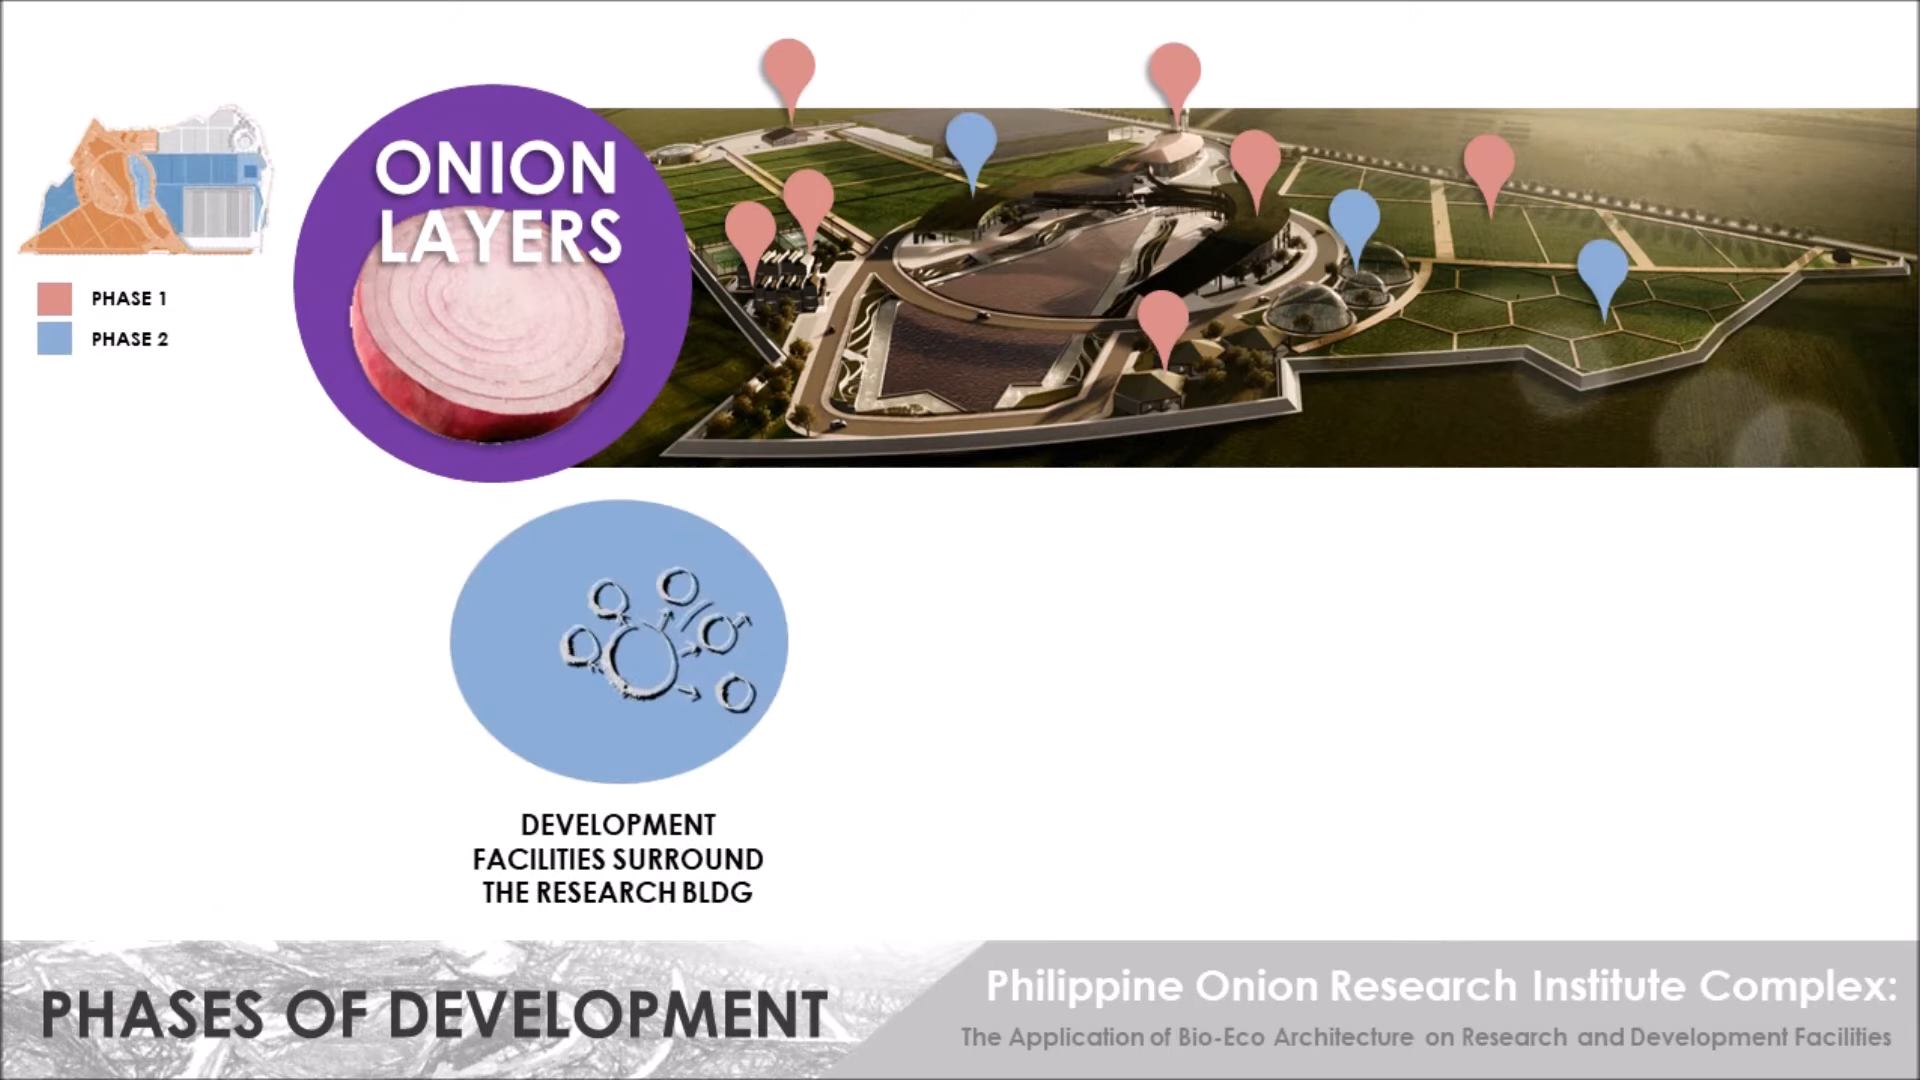 ONION
LAYERS
PHASE 1
PHASE 2
DEVELOPMENT
FACILITIES SURROUND
THE RESEARCH BLDG
PHASES OF DEVELOPMENT
Philippine Onion Research Institute Complex:
The Application of Bio-Eco Architecture on Research and Development Facilities